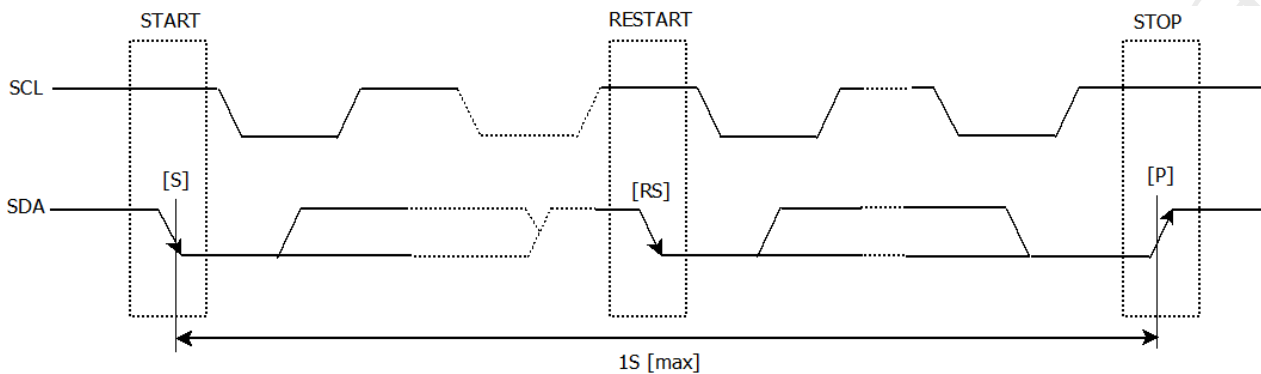 START
RESTART
STOP
SCL
[S]
[RS]
[P]
SDA
1S [max]